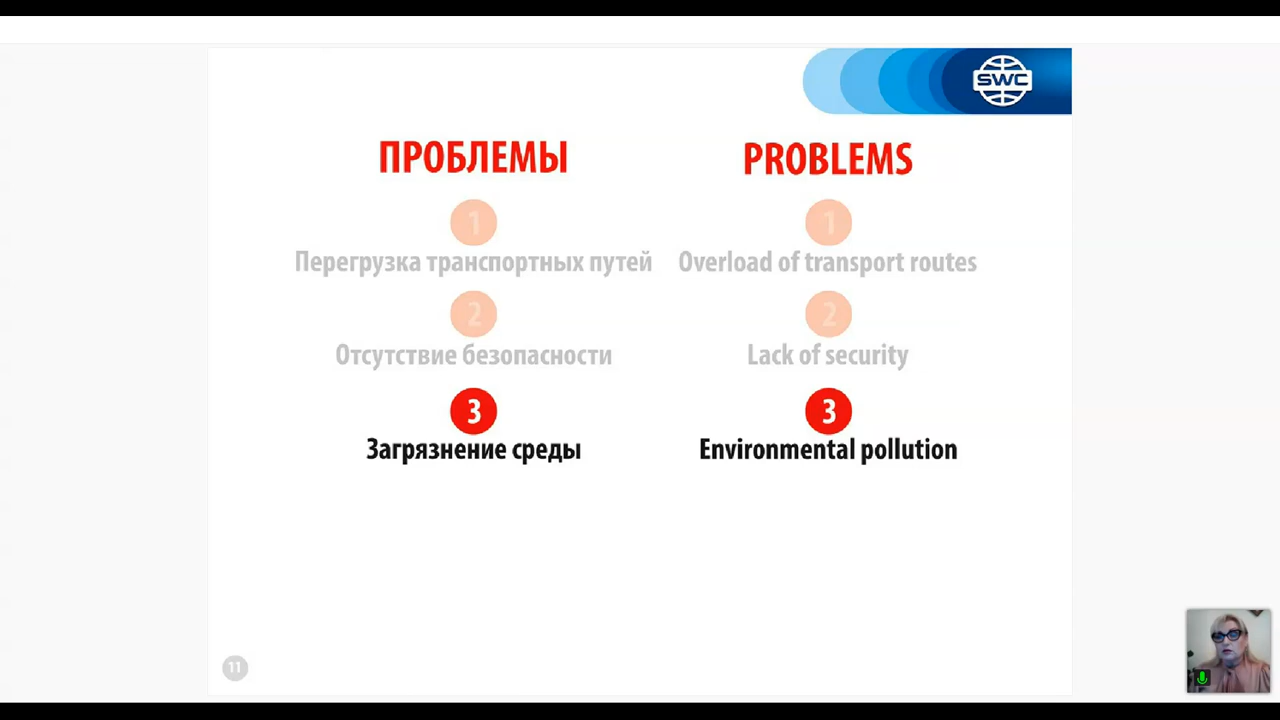 SWC
ПРОБЛЕМЫ
1
Перегрузка транспортных путей
2
Отсутствие безопасности
3
Загрязнение среды
PROBLEMS
1
Overload of transport routes
2
Lack of security
3
Environmental pollution
11